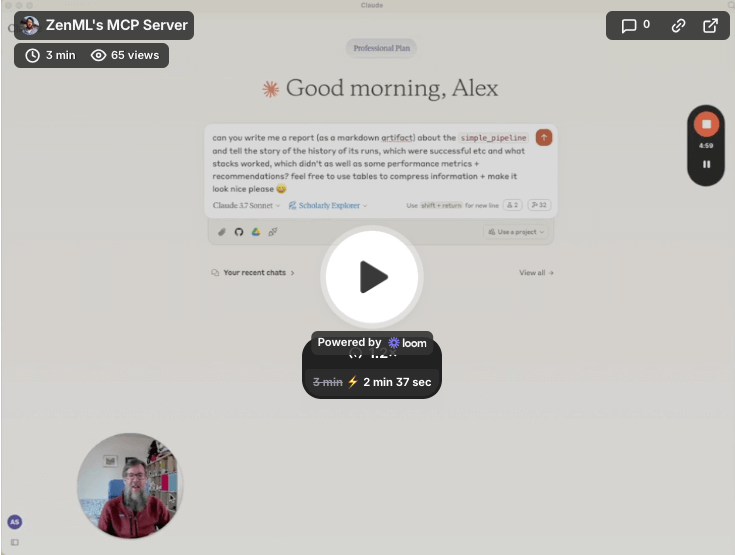 Claude
ZenML's MCP Server
0
3 min
65 views
Professional Plan
Good morning, Alex
can you write me a report (as a markdown artifact) about the simple_pipeline
and tell the story of the history of its runs, which were successful etc and what
stacks worked, which didn't as well as some performance metrics +
recommendations? feel free to use tables to compress information + make it
look nice please 😄
4:59
Claude 3.7 Sonnet
Scholarly Explorer
Use shift + return for new line
2
32
Use a project
Your recent chats
View all
Powered by loom
1.2×
3 min ⚡ 2 min 37 sec
AS